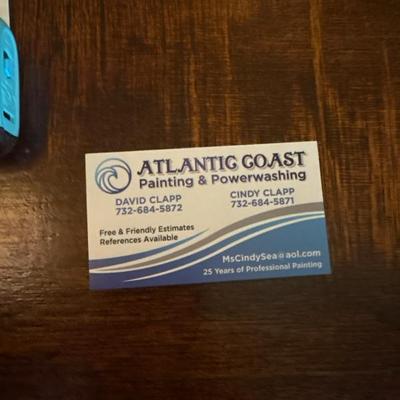 ATLANTIC COAST
Painting & Powerwashing
DAVID CLAPP
732-684-5872
CINDY CLAPP
732-684-5871
Free & Friendly Estimates
References Available
MsCindySea@aol.com
25 Years of Professional Painting